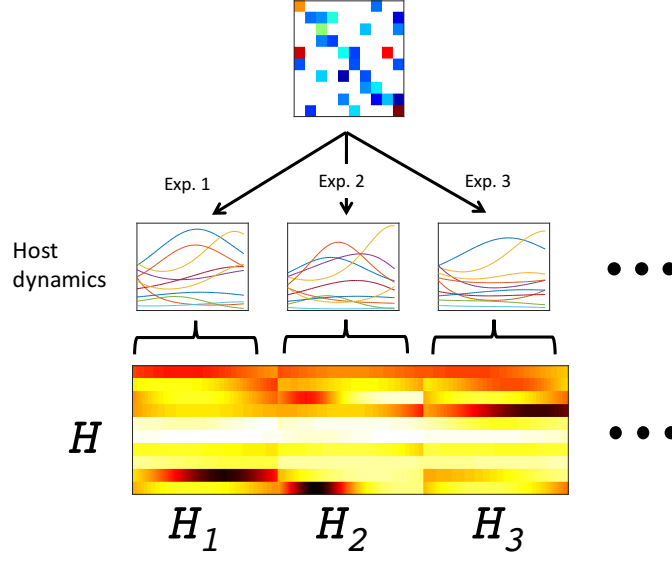 Exp. 1
Exp. 2
Exp. 3
Host
dynamics
H
H1
H2
H3